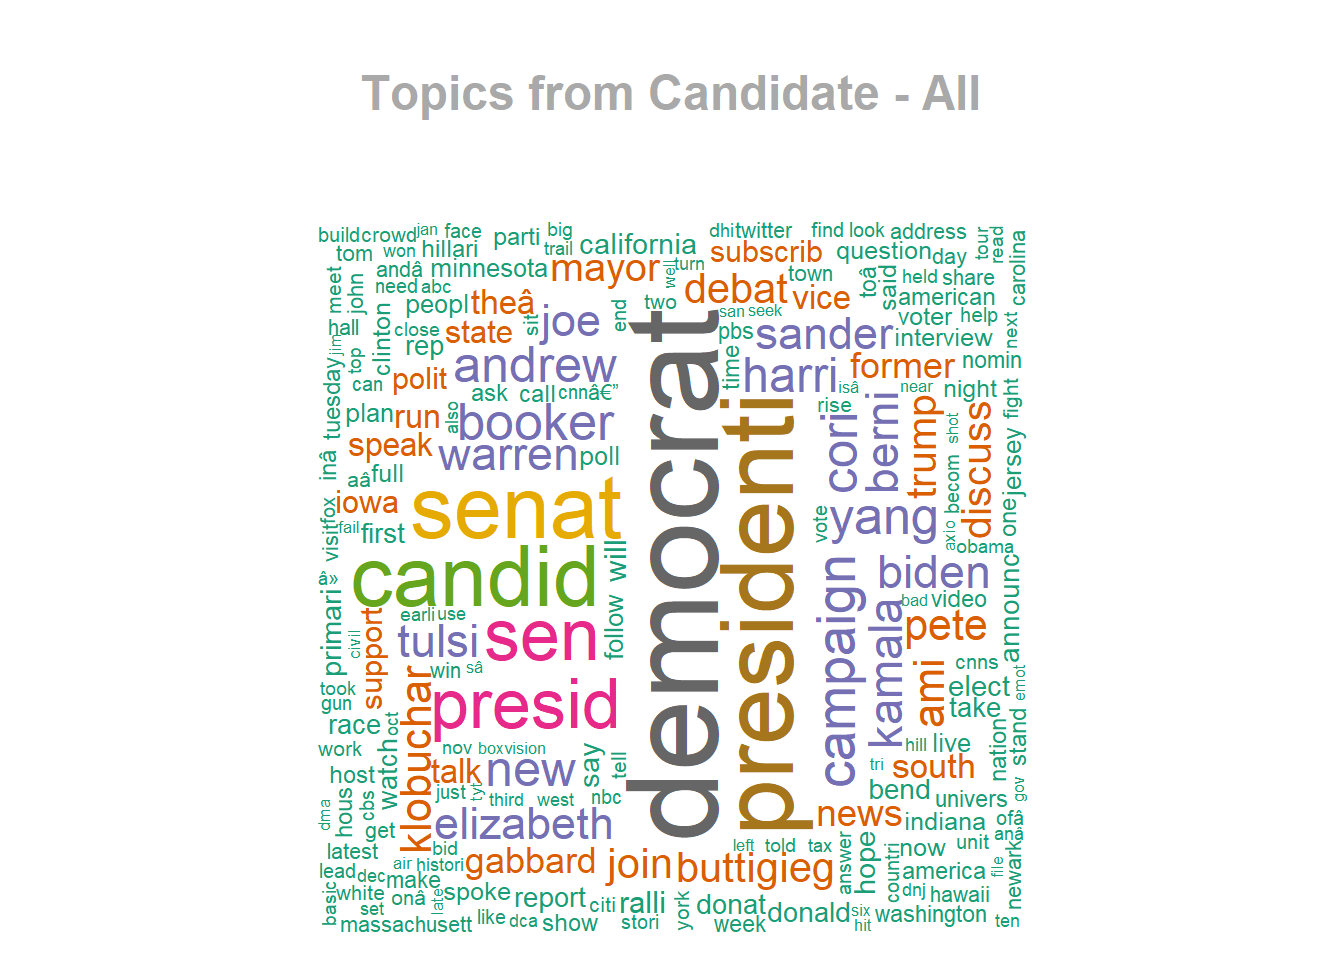 Topics from Candidate - All
build crowd jan face parti big dhi twitter find look address
tom won hillari trail california subscrib question day tour read carolina
andâ minnesota mayor turn well debat town toâ said held share
meet john need abc peopl theâ two vice american
hall clinton close state sit joe end san seek pbs sander voter help next
jim top rep andrew time harri former interview nomin
tuesday can polit ask call cnnâ€” isâ near night fight
plan run also booker rise cori berni trump discuss shot jersey
inâ speak warren poll becom
aâ full senat yang one
visit fox iowa first vote axio obama
fail candid will biden announc
â» democrat presidenti campaign kamala bad video
primari civil support earli use follow pete
tulsi sen ami cnns emot
took gun win sâ elect take stand
race oct klobuchar presid hill live nation
work watch nov box vision say tell tri south gov
host talk new bend univers
dma hous cbs just tyt third west nbc news indiana ofâ anâ
get elizabeth left told tax answer hope now unit newark
latest bid gabbard join buttigieg countri america file
lead dec air histori make
basic white onâ late spoke report citi ralli york donat donald six dnj hawaii
set massachusett like dca show stori week hit washington ten